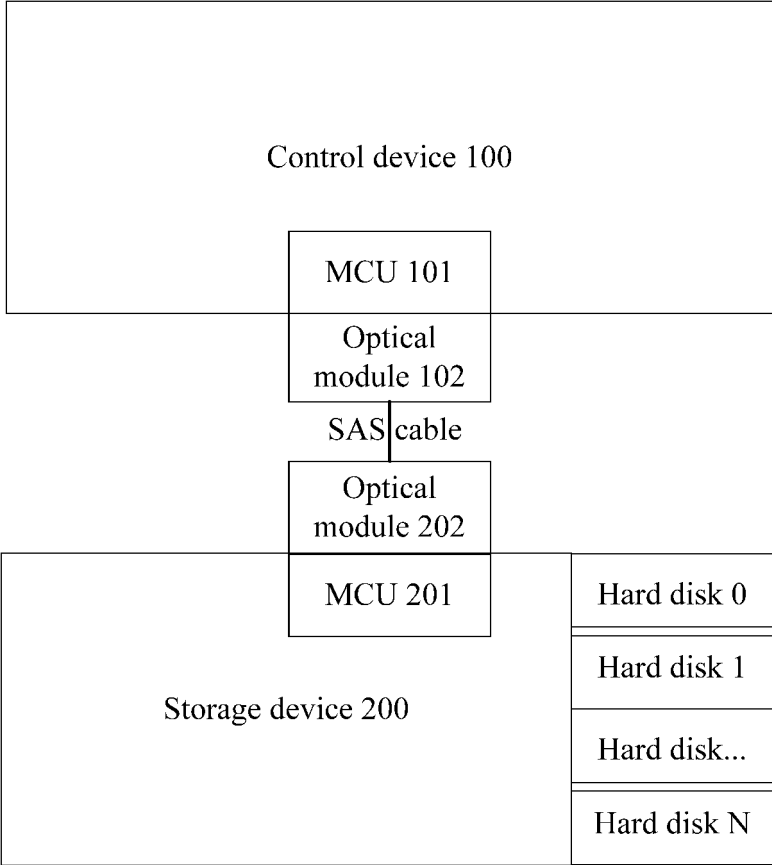 Control device 100
MCU 101
Optical
module 102
SAS cable
Optical
module 202
MCU 201
Hard disk 0
Hard disk 1
Storage device 200
Hard disk...
Hard disk N